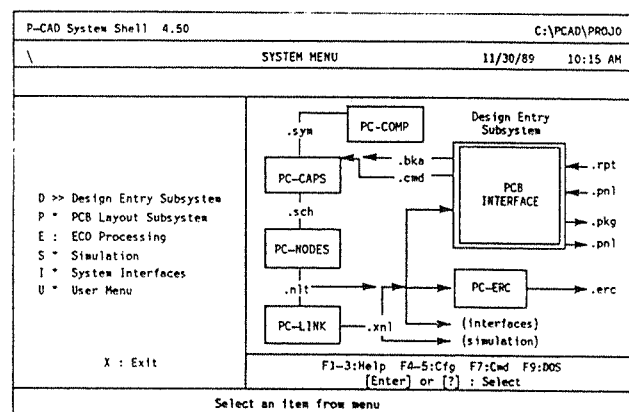 P-CAD System Shell 4.50 C:\PCAD\PROJ0
\ SYSTEM MENU 11/30/89 10:15 AM
D >> Design Entry Subsystem
P * PCB Layout Subsystem
E : ECO Processing
S * Simulation
I * System Interfaces
U * User Menu
X : Exit
Design Entry
Subsystem
PC-COMP
.sym
PC-CAPS
.bka
.cmd
PCB
INTERFACE
.rpt
.pnl
.pkg
.pnl
.sch
PC-NODES
.nlt
PC-ERC
.erc
PC-LINK
.xnl
(interfaces)
(simulation)
F1-3:Help F4-5:Cfg F7:Cmd F9:DOS
[Enter] or [?] : Select
Select an item from menu